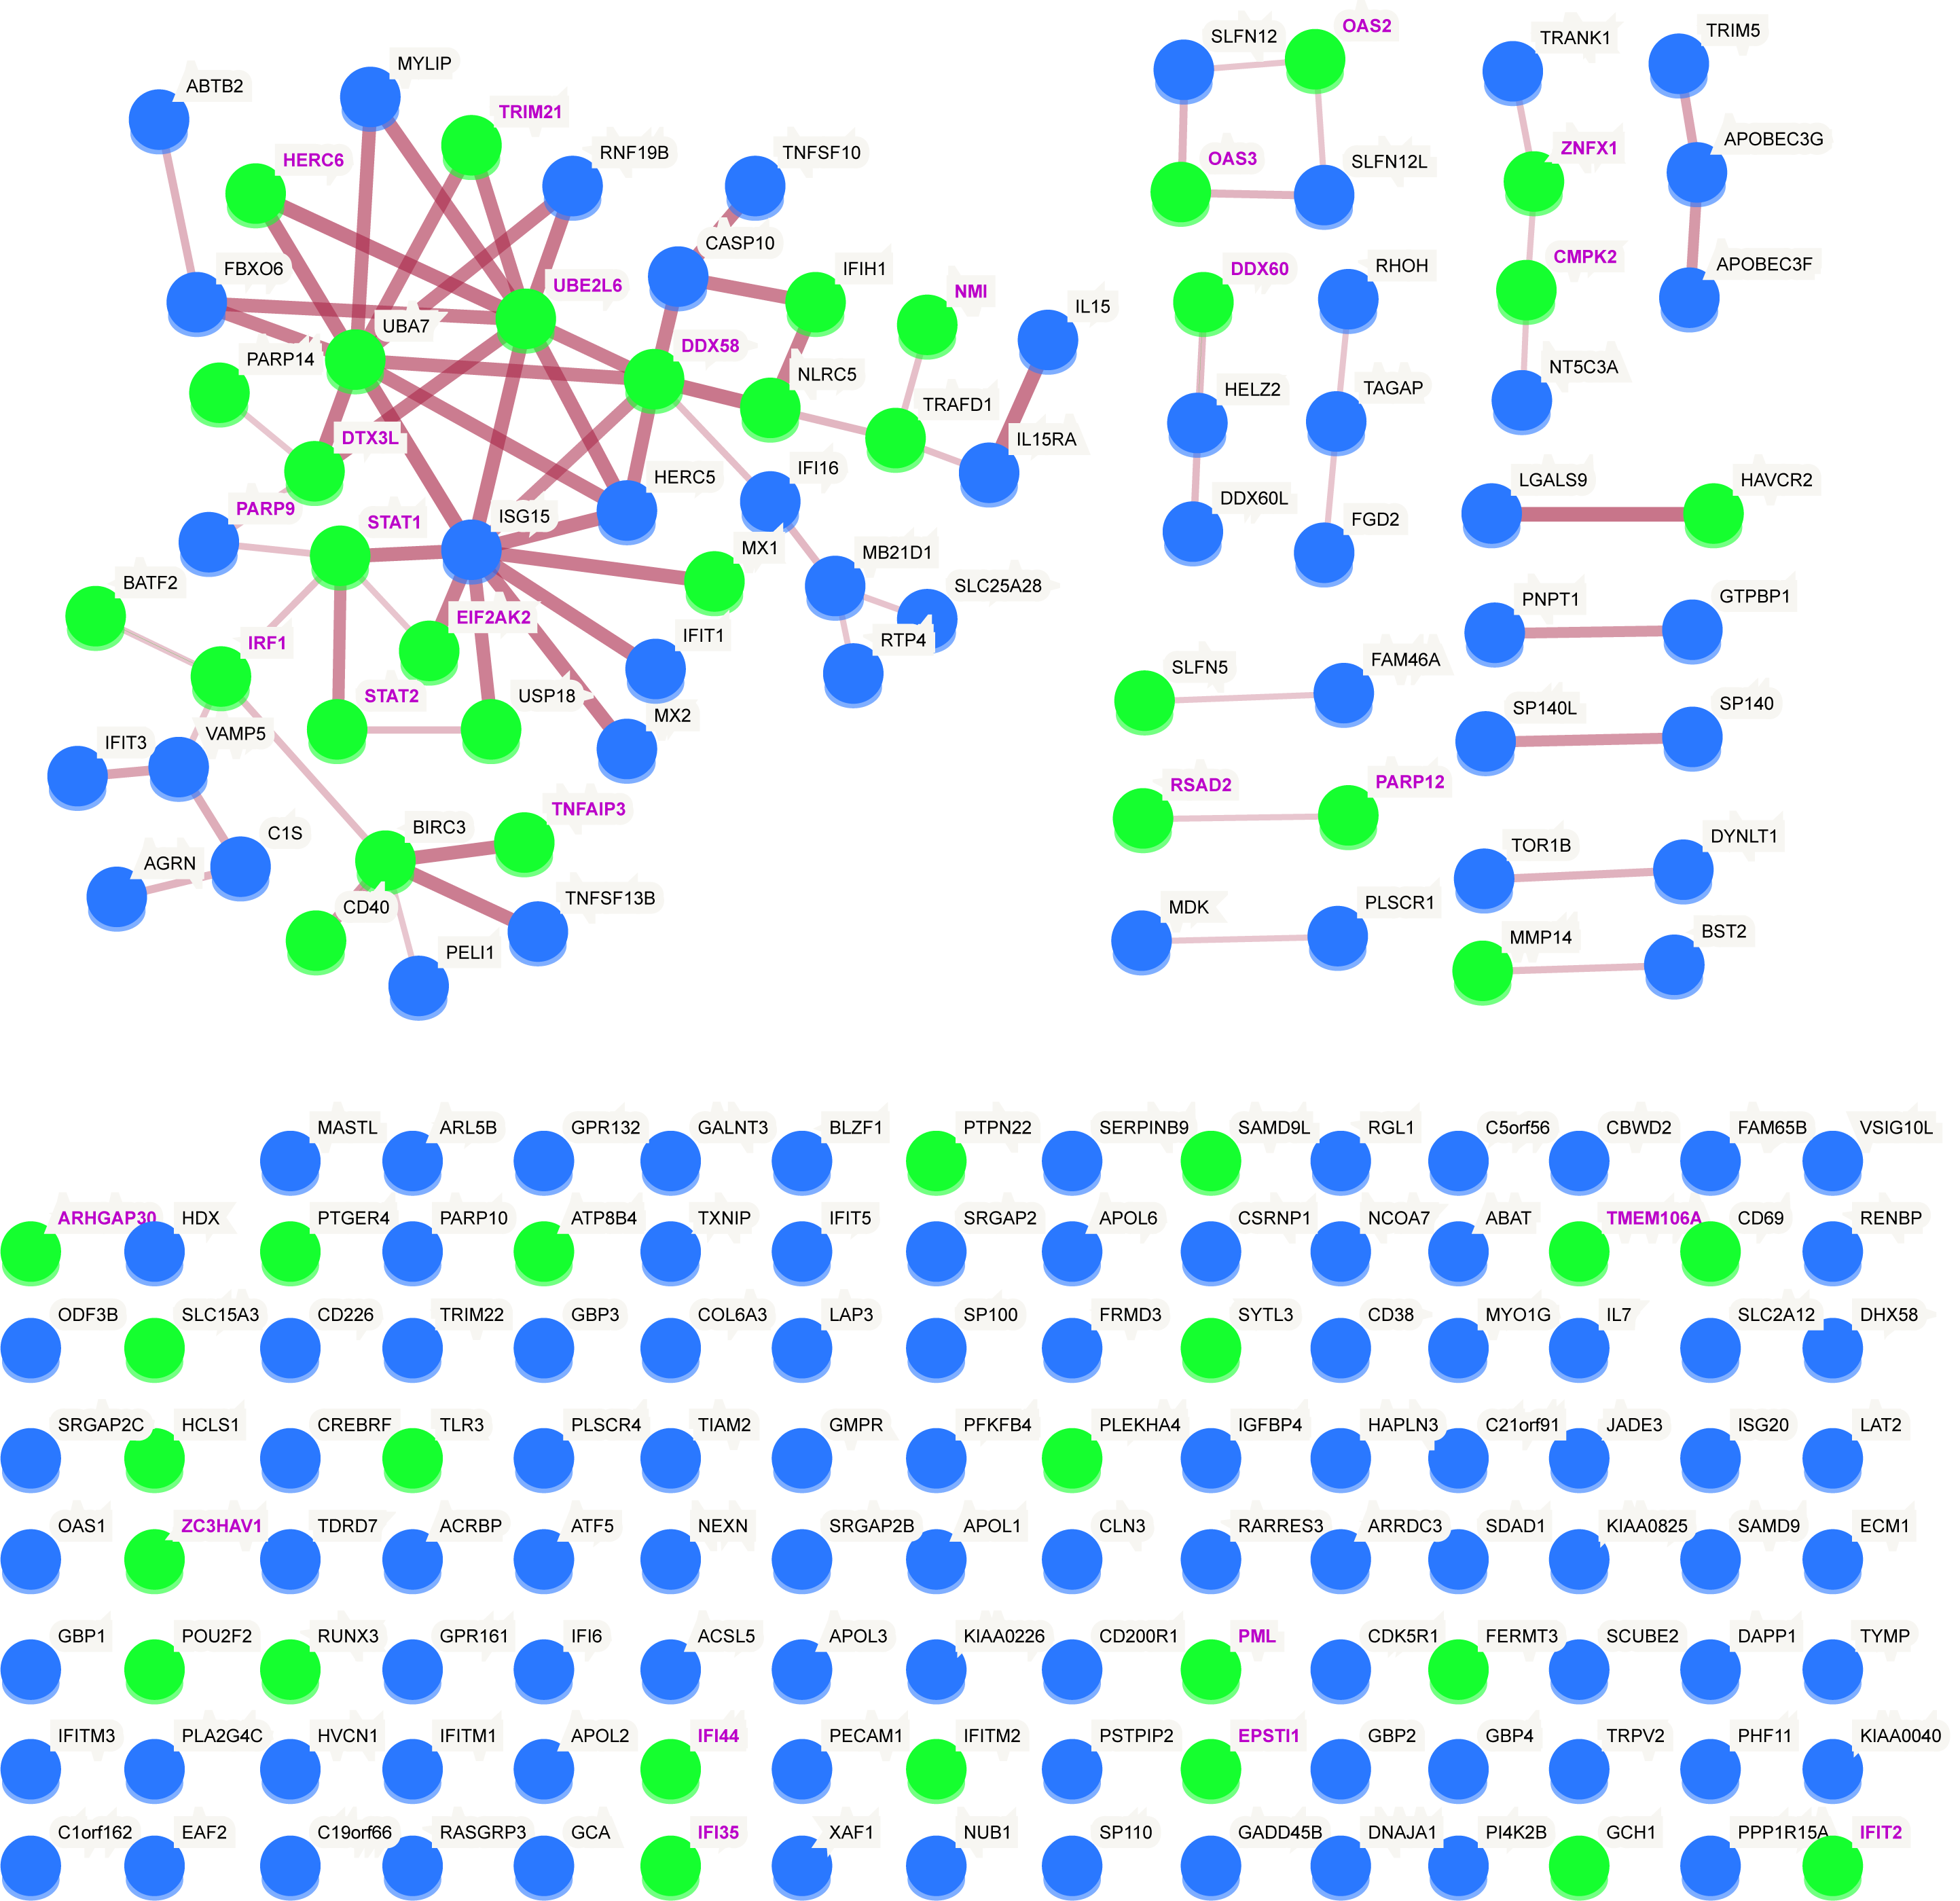 SLFN12
OAS2
TRANK1
TRIM5
MYLIP
ABTB2
TRIM21
HERC6
RNF19B
TNFSF10
OAS3
SLFN12L
ZNFX1
APOBEC3G
CASP10
FBXO6
IFIH1
UBE2L6
NMI
IL15
DDX60
RHOH
CMPK2
APOBEC3F
UBA7
PARP14
DDX58
NLRC5
TRAFD1
HELZ2
TAGAP
NT5C3A
DTX3L
IL15RA
HERC5
IFI16
DDX60L
FGD2
LGALS9
HAVCR2
PARP9
STAT1
ISG15
MX1
MB21D1
SLC25A28
BATF2
IRF1
EIF2AK2
IFIT1
RTP4
PNPT1
GTPBP1
SLFN5
FAM46A
STAT2
USP18
MX2
SP140L
SP140
IFIT3
VAMP5
RSAD2
PARP12
C1S
BIRC3
TNFAIP3
TOR1B
DYNLT1
AGRN
CD40
TNFSF13B
PELI1
MDK
PLSCR1
MMP14
BST2
MASTL ARL5B GPR132 GALNT3 BLZF1 PTPN22 SERPINB9 SAMD9L RGL1 C5orf56 CBWD2 FAM65B VSIG10L
ARHGAP30 HDX PTGER4 PARP10 ATP8B4 TXNIP IFIT5 SRGAP2 APOL6 CSRNP1 NCOA7 ABAT TMEM106A CD69 RENBP
ODF3B SLC15A3 CD226 TRIM22 GBP3 COL6A3 LAP3 SP100 FRMD3 SYTL3 CD38 MYO1G IL7 SLC2A12 DHX58
SRGAP2C HCLS1 CREBRF TLR3 PLSCR4 TIAM2 GMPR PFKFB4 PLEKHA4 IGFBP4 HAPLN3 C21orf91 JADE3 ISG20 LAT2
OAS1 ZC3HAV1 TDRD7 ACRBP ATF5 NEXN SRGAP2B APOL1 CLN3 RARRES3 ARRDC3 SDAD1 KIAA0825 SAMD9 ECM1
GBP1 POU2F2 RUNX3 GPR161 IFI6 ACSL5 APOL3 KIAA0226 CD200R1 PML CDK5R1 FERMT3 SCUBE2 DAPP1 TYMP
IFITM3 PLA2G4C HVCN1 IFITM1 APOL2 IFI44 PECAM1 IFITM2 PSTPIP2 EPSTI1 GBP2 GBP4 TRPV2 PHF11 KIAA0040
C1orf162 EAF2 C19orf66 RASGRP3 GCA IFI35 XAF1 NUB1 SP110 GADD45B DNAJA1 PI4K2B GCH1 PPP1R15A IFIT2